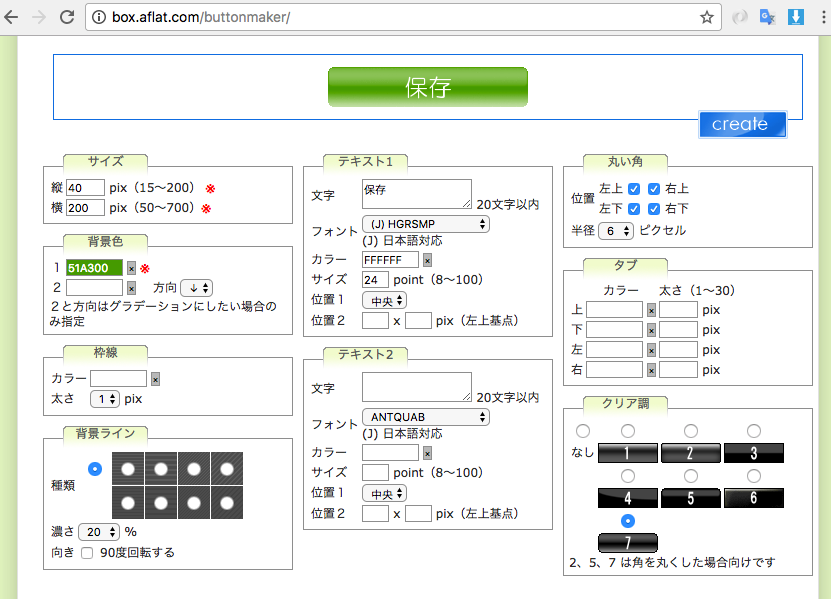 box.aflat.com/buttonmaker/
保存
create
サイズ
縦 40 pix（15～200）※
横 200 pix（50～700）※
背景色
1 51A300 × ※
2 × 方向 ↓
２と方向はグラデーションにしたい場合の
み指定
枠線
カラー ×
太さ 1 pix
背景ライン
種類
濃さ 20 %
向き 90度回転する
テキスト1
文字 保存 20文字以内
フォント (J) HGRSMP
(J) 日本語対応
カラー FFFFFF ×
サイズ 24 point（8～100）
位置１ 中央
位置２ x pix（左上基点）
テキスト2
文字 20文字以内
フォント ANTQUAB
(J) 日本語対応
カラー ×
サイズ point（8～100）
位置１ 中央
位置２ x pix（左上基点）
丸い角
位置 左上 右上
左下 右下
半径 6 ピクセル
タブ
カラー 太さ（1～30）
上 × pix
下 × pix
左 × pix
右 × pix
クリア調
なし 1 2 3
4 5 6
7
2、5、7 は角を丸くした場合向けです